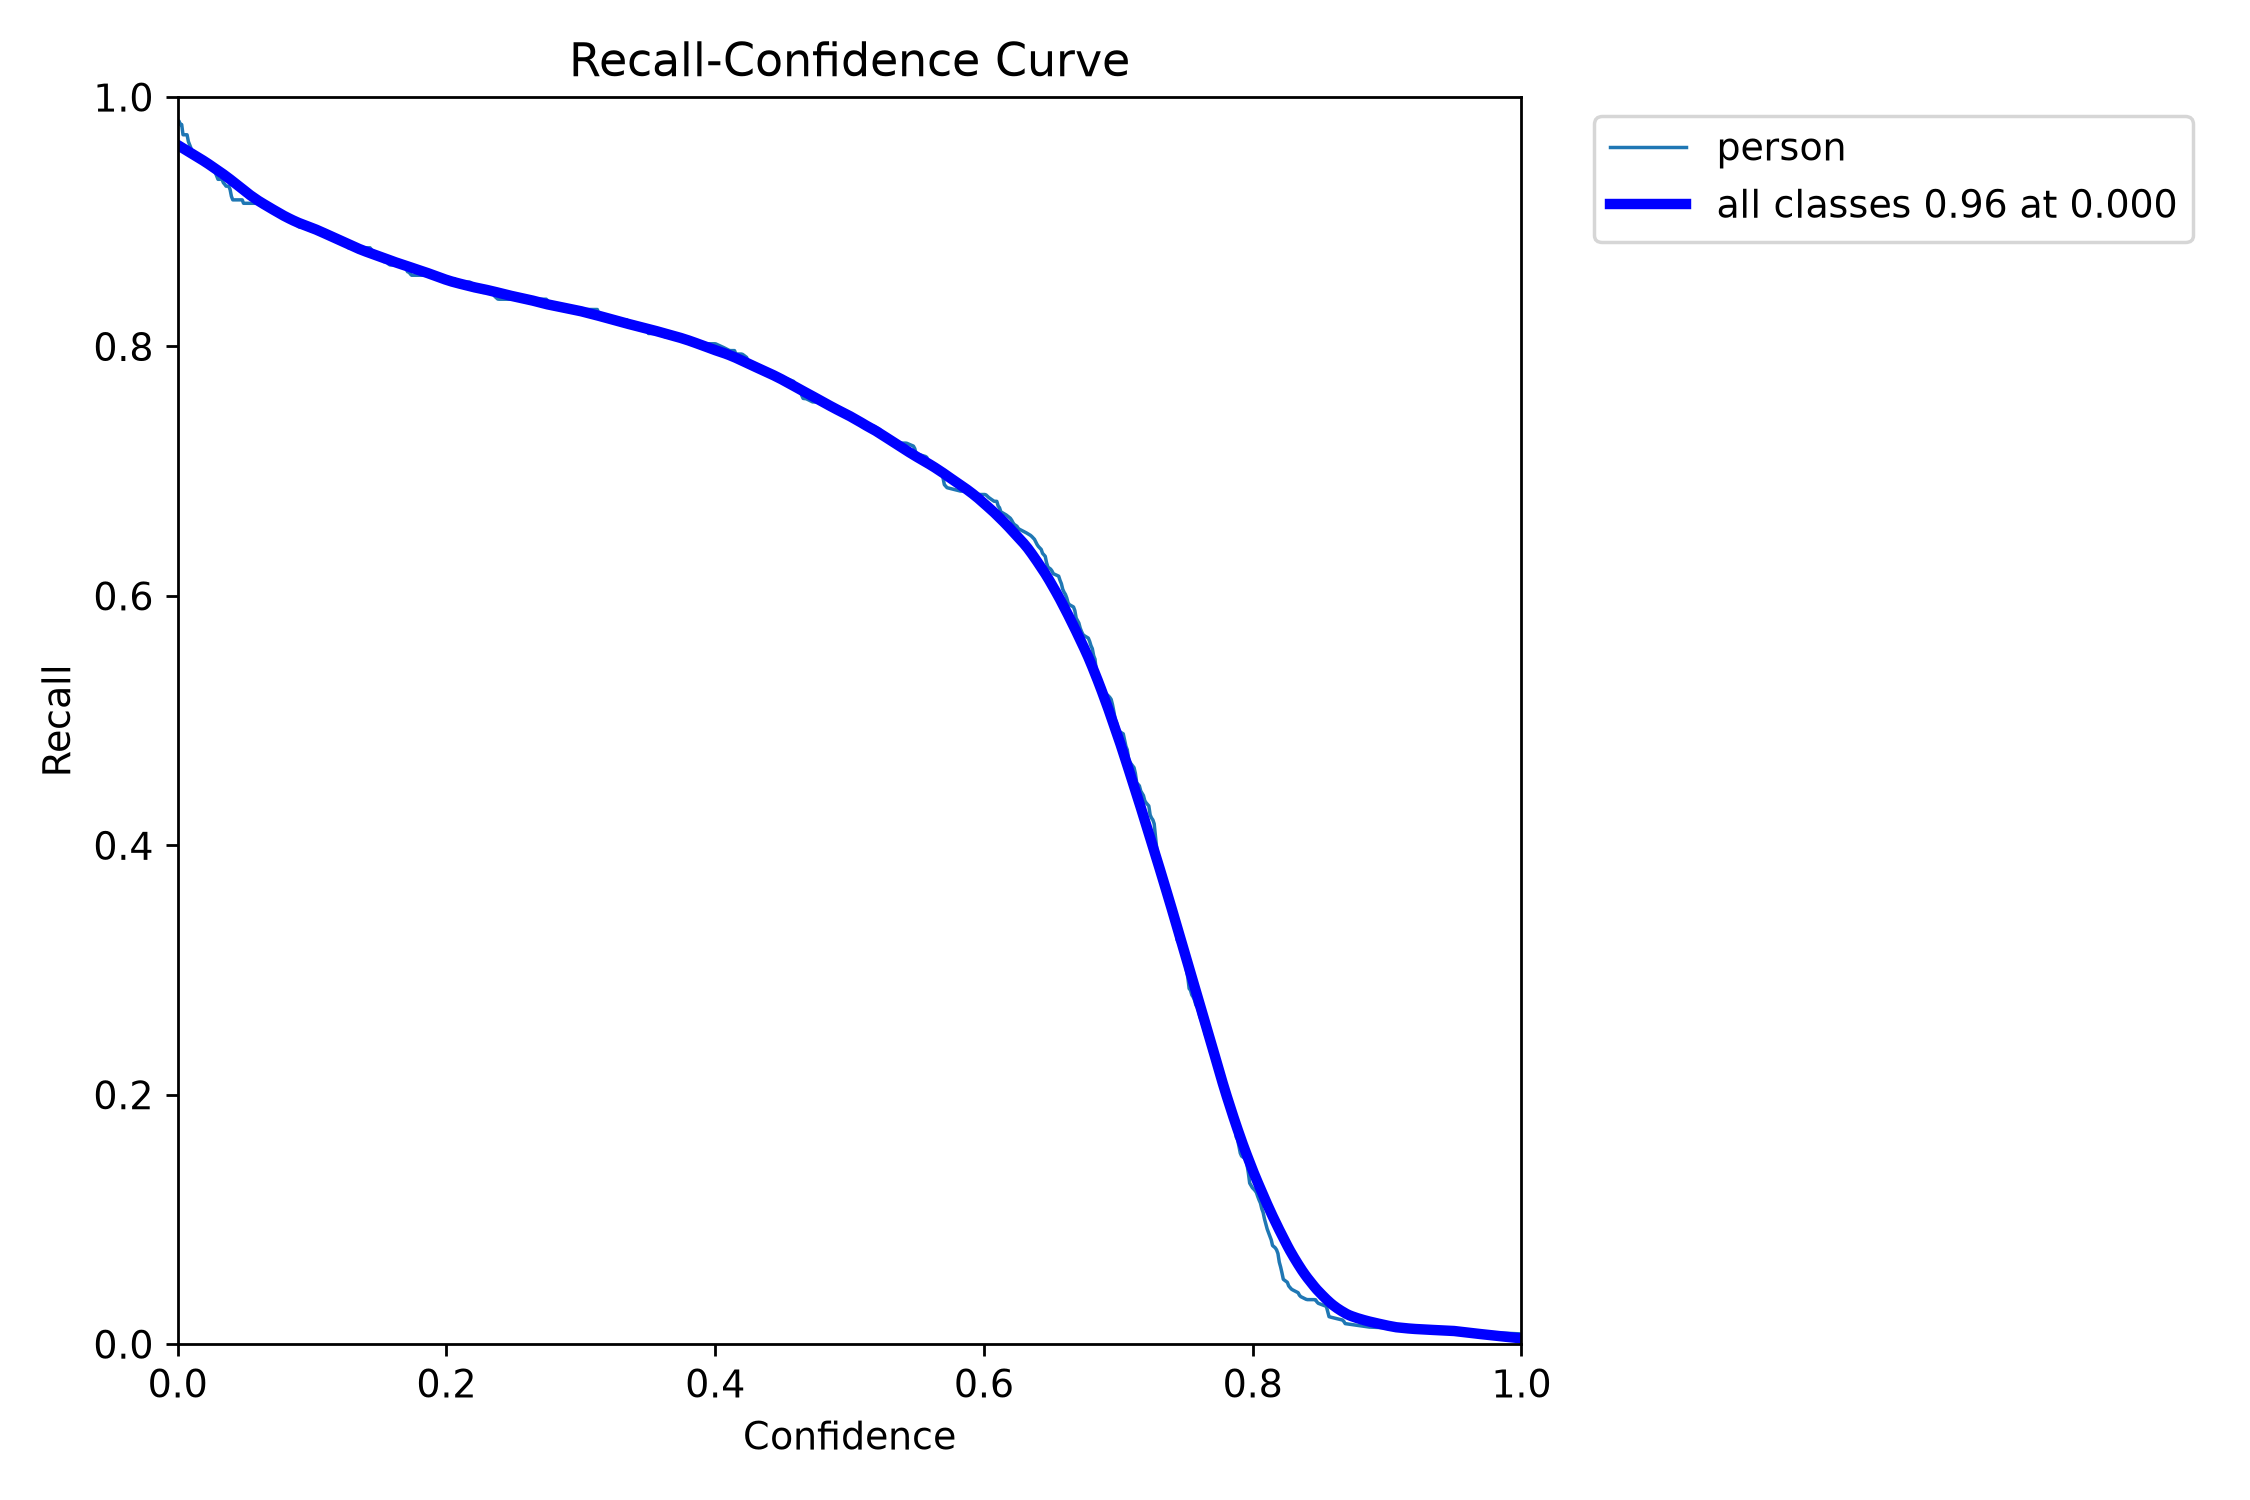 Recall-Confidence Curve
1.0
0.8
0.6
0.4
0.2
0.0
Recall
0.0 0.2 0.4 0.6 0.8 1.0
Confidence
person
all classes 0.96 at 0.000